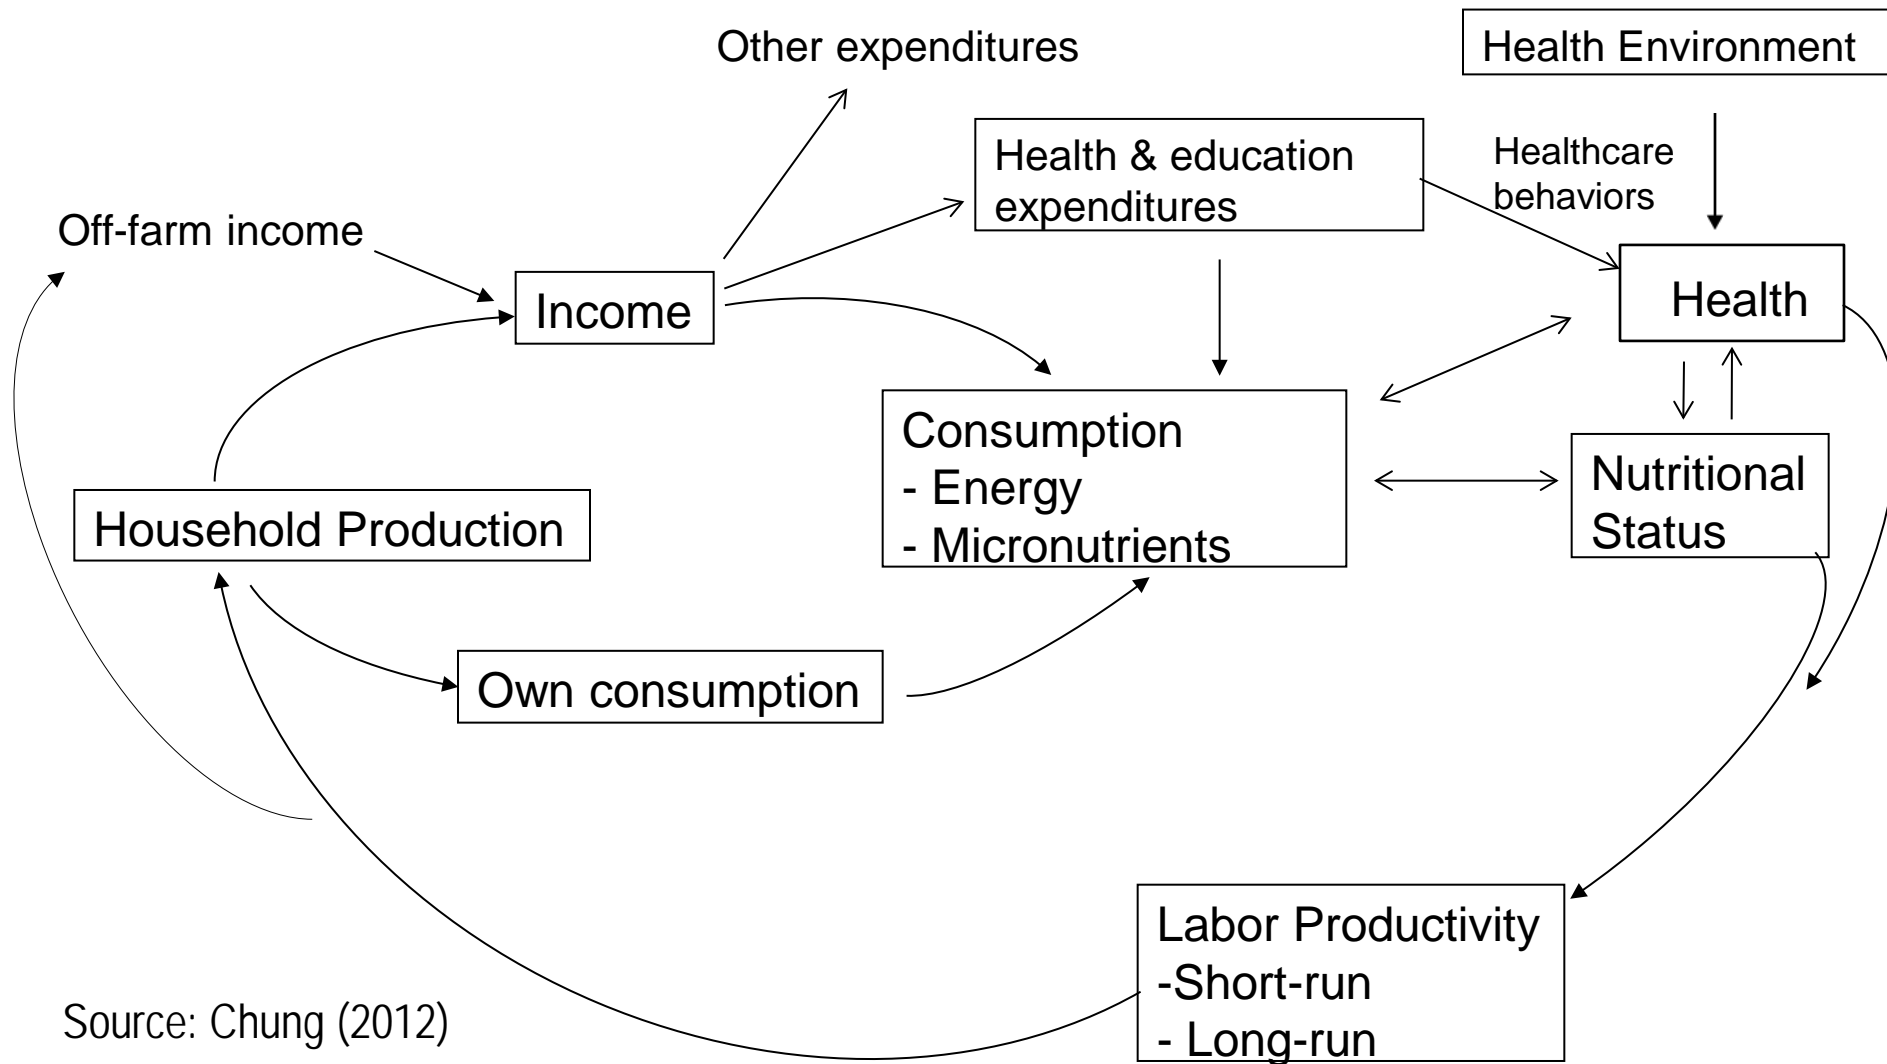 Other expenditures
Health Environment
Health & education
expenditures
Healthcare
behaviors
Off-farm income
Income
Health
Consumption
- Energy
- Micronutrients
Nutritional
Status
Household Production
Own consumption
Labor Productivity
-Short-run
- Long-run
Source: Chung (2012)